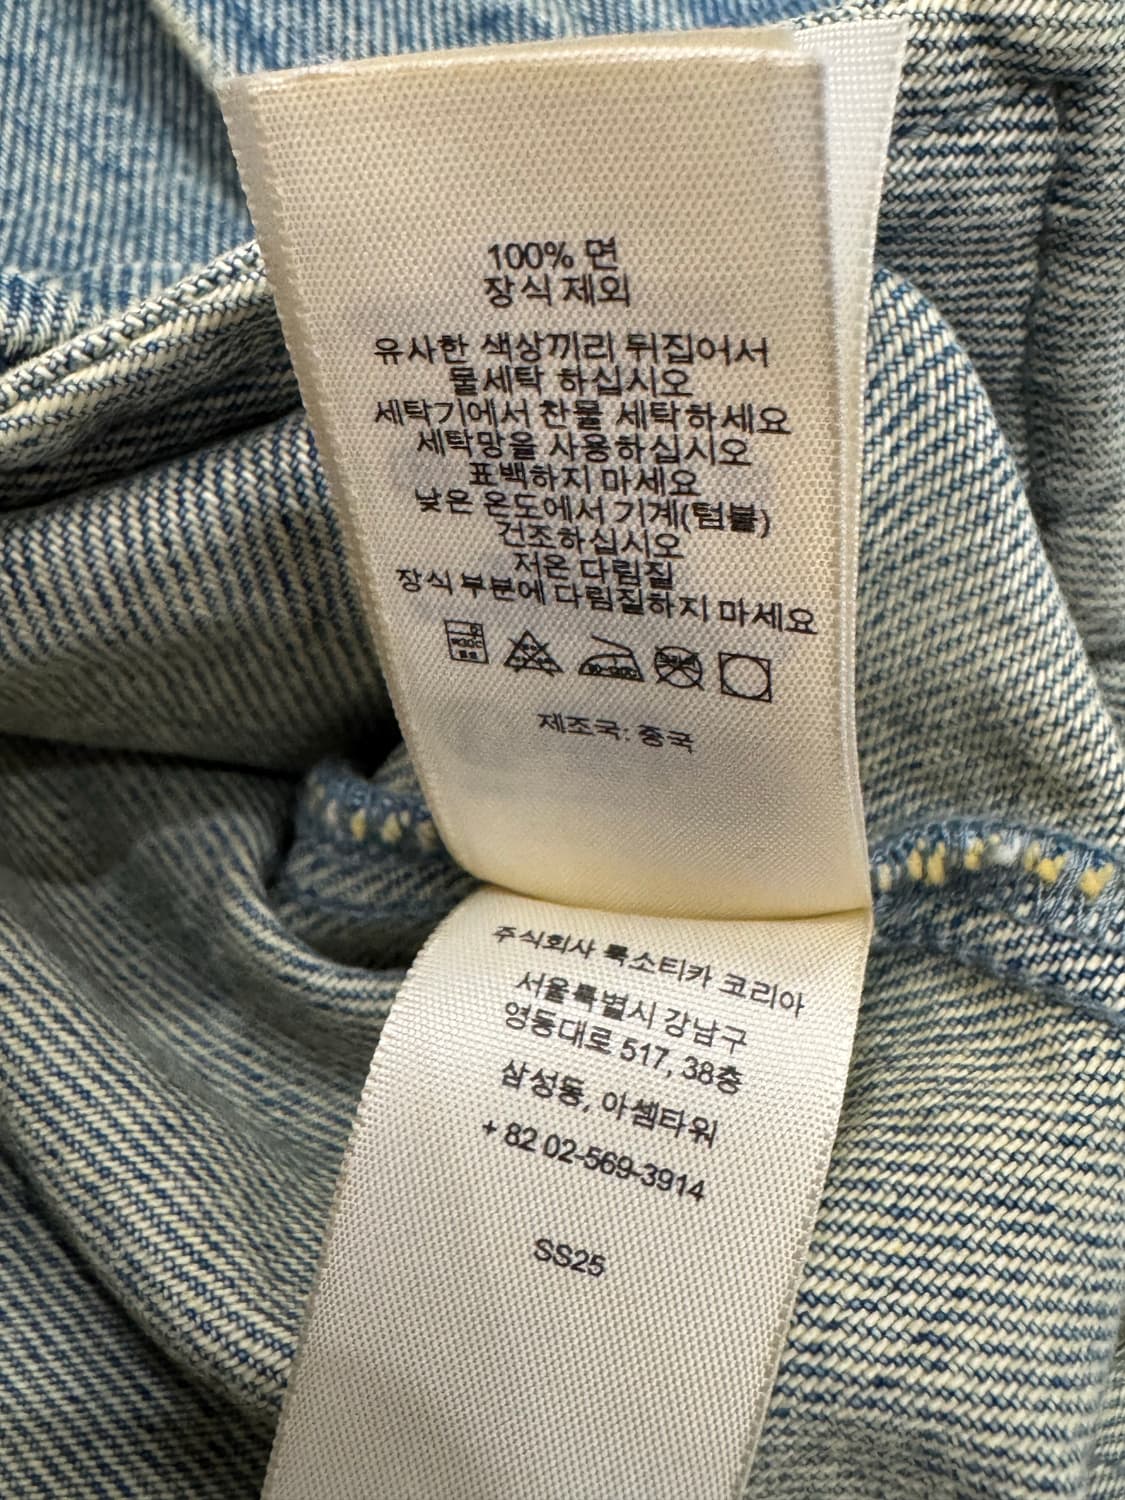 100% 면
장식 제외
유사한 색상끼리 뒤집어서
물세탁 하십시오
세탁기에서 찬물 세탁하세요
세탁망을 사용하십시오
표백하지 마세요
낮은 온도에서 기계(텀블)
건조하십시오
저온 다림질
장식 부분에 다림질하지 마세요
제조국: 중국
주식회사 룩소티카 코리아
서울특별시 강남구
영동대로 517, 38층
삼성동, 아셈타워
+ 82 02-569-3914
SS25